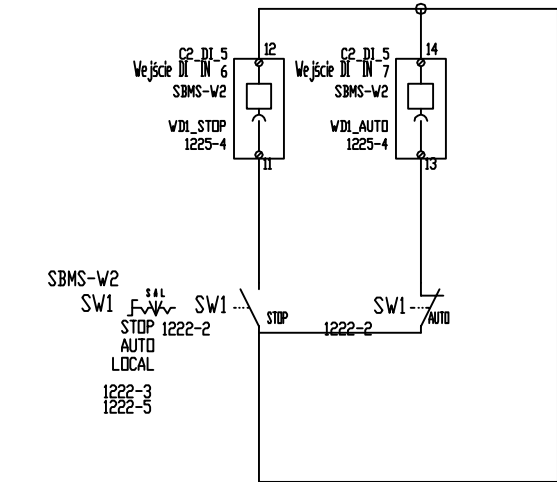 C2_DI_5
Wejście DI IN 6
SBMS-W2
WD1_STOP
1225-4
12
11
C2_DI_5
Wejście DI IN 7
SBMS-W2
WD1_AUTO
1225-4
14
13
SBMS-W2
SW1
S A L
STOP
AUTO
LOCAL
1222-2
1222-3
1222-5
SW1
STOP
1222-2
SW1
AUTO